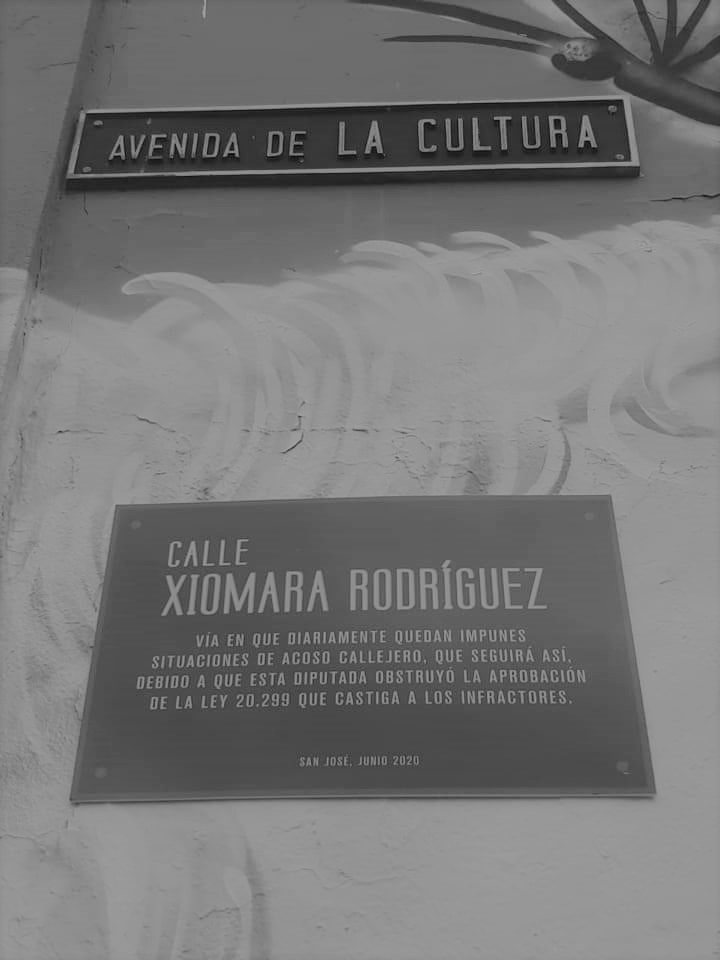 AVENIDA DE LA CULTURA
CALLE
XIOMARA RODRÍGUEZ
VÍA EN QUE DIARIAMENTE QUEDAN IMPUNES
SITUACIONES DE ACOSO CALLEJERO, QUE SEGUIRÁ ASÍ,
DEBIDO A QUE ESTA DIPUTADA OBSTRUYÓ LA APROBACIÓN
DE LA LEY 20.299 QUE CASTIGA A LOS INFRACTORES.
SAN JOSÉ, JUNIO 2020